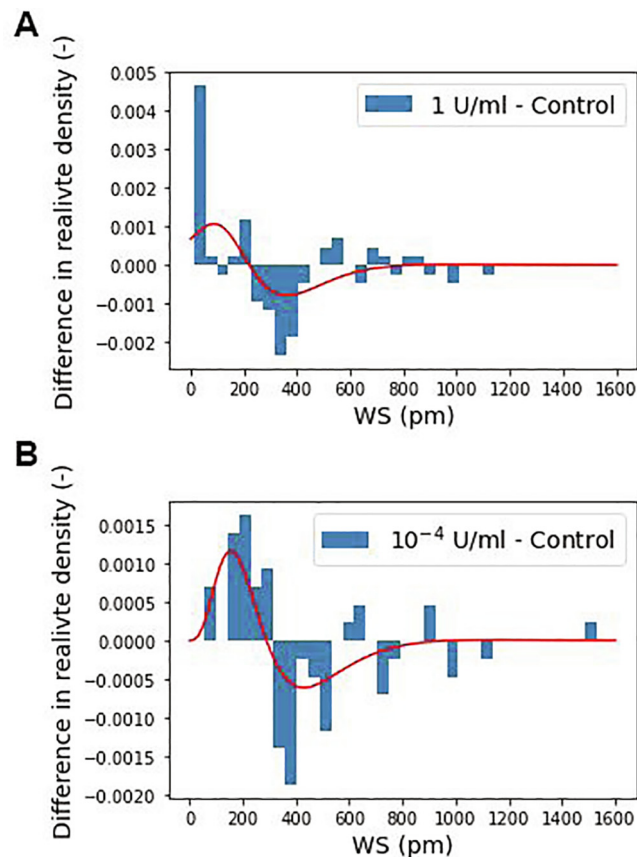 A
Difference in realivte density (-)
0.005
0.004
0.003
0.002
0.001
0.000
−0.001
−0.002
1 U/ml - Control
0 200 400 600 800 1000 1200 1400 1600
WS (pm)
B
Difference in realivte density (-)
0.0015
0.0010
0.0005
0.0000
−0.0005
−0.0010
−0.0015
−0.0020
10⁻⁴ U/ml - Control
0 200 400 600 800 1000 1200 1400 1600
WS (pm)